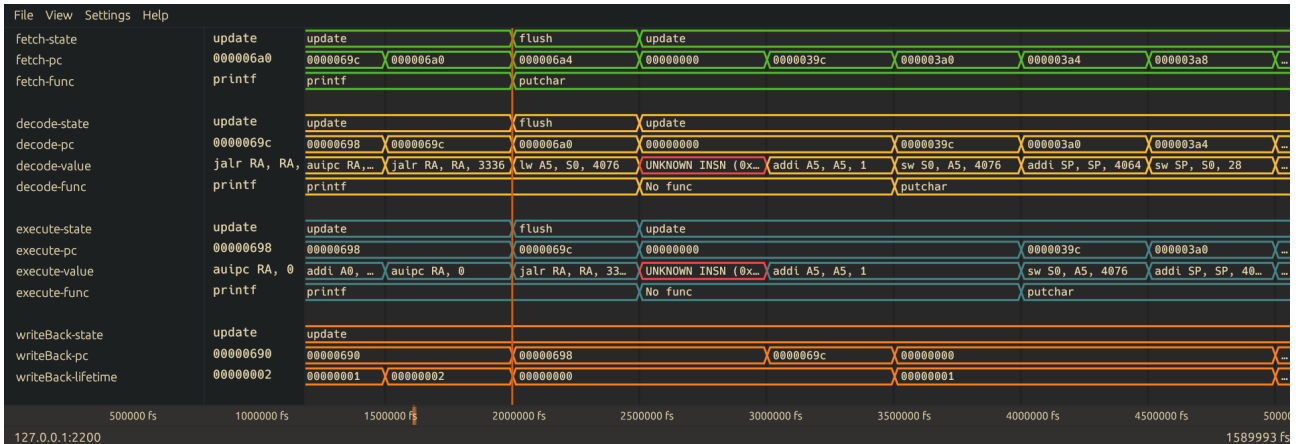 File View Settings Help
fetch-state update update flush update
fetch-pc 000006a0 0000069c 000006a0 000006a4 00000000 0000039c 000003a0 000003a4 000003a8 …
fetch-func printf printf putchar
decode-state update update flush update
decode-pc 0000069c 00000698 0000069c 000006a0 00000000 0000039c 000003a0 000003a4 …
decode-value jalr RA, RA, auipc RA,… jalr RA, RA, 3336 lw A5, S0, 4076 UNKNOWN INSN (0x… addi A5, A5, 1 sw S0, A5, 4076 addi SP, SP, 4064 sw SP, S0, 28 …
decode-func printf printf No func putchar
execute-state update update flush update
execute-pc 00000698 00000698 0000069c 00000000 0000039c 000003a0 …
execute-value auipc RA, 0 addi A0, … auipc RA, 0 jalr RA, RA, 33… UNKNOWN INSN (0x… addi A5, A5, 1 sw S0, A5, 4076 addi SP, SP, 40… …
execute-func printf printf No func putchar
writeBack-state update update
writeBack-pc 00000690 00000690 00000698 0000069c 00000000 …
writeBack-lifetime 00000002 00000001 00000002 00000000 00000001 …
500000 fs 1000000 fs 1500000 fs 2000000 fs 2500000 fs 3000000 fs 3500000 fs 4000000 fs 4500000 fs 50000
127.0.0.1:2200 1589993 fs